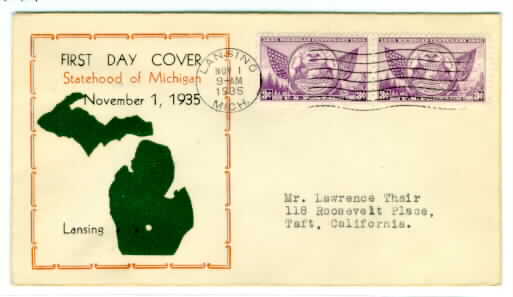 FIRST DAY COVER
Statehood of Michigan
November 1, 1935
Lansing
LANSING
NOV 1
9-AM
1935
MICH.
Mr. Lawrence Thair
118 Roosevelt Place,
Taft, California.